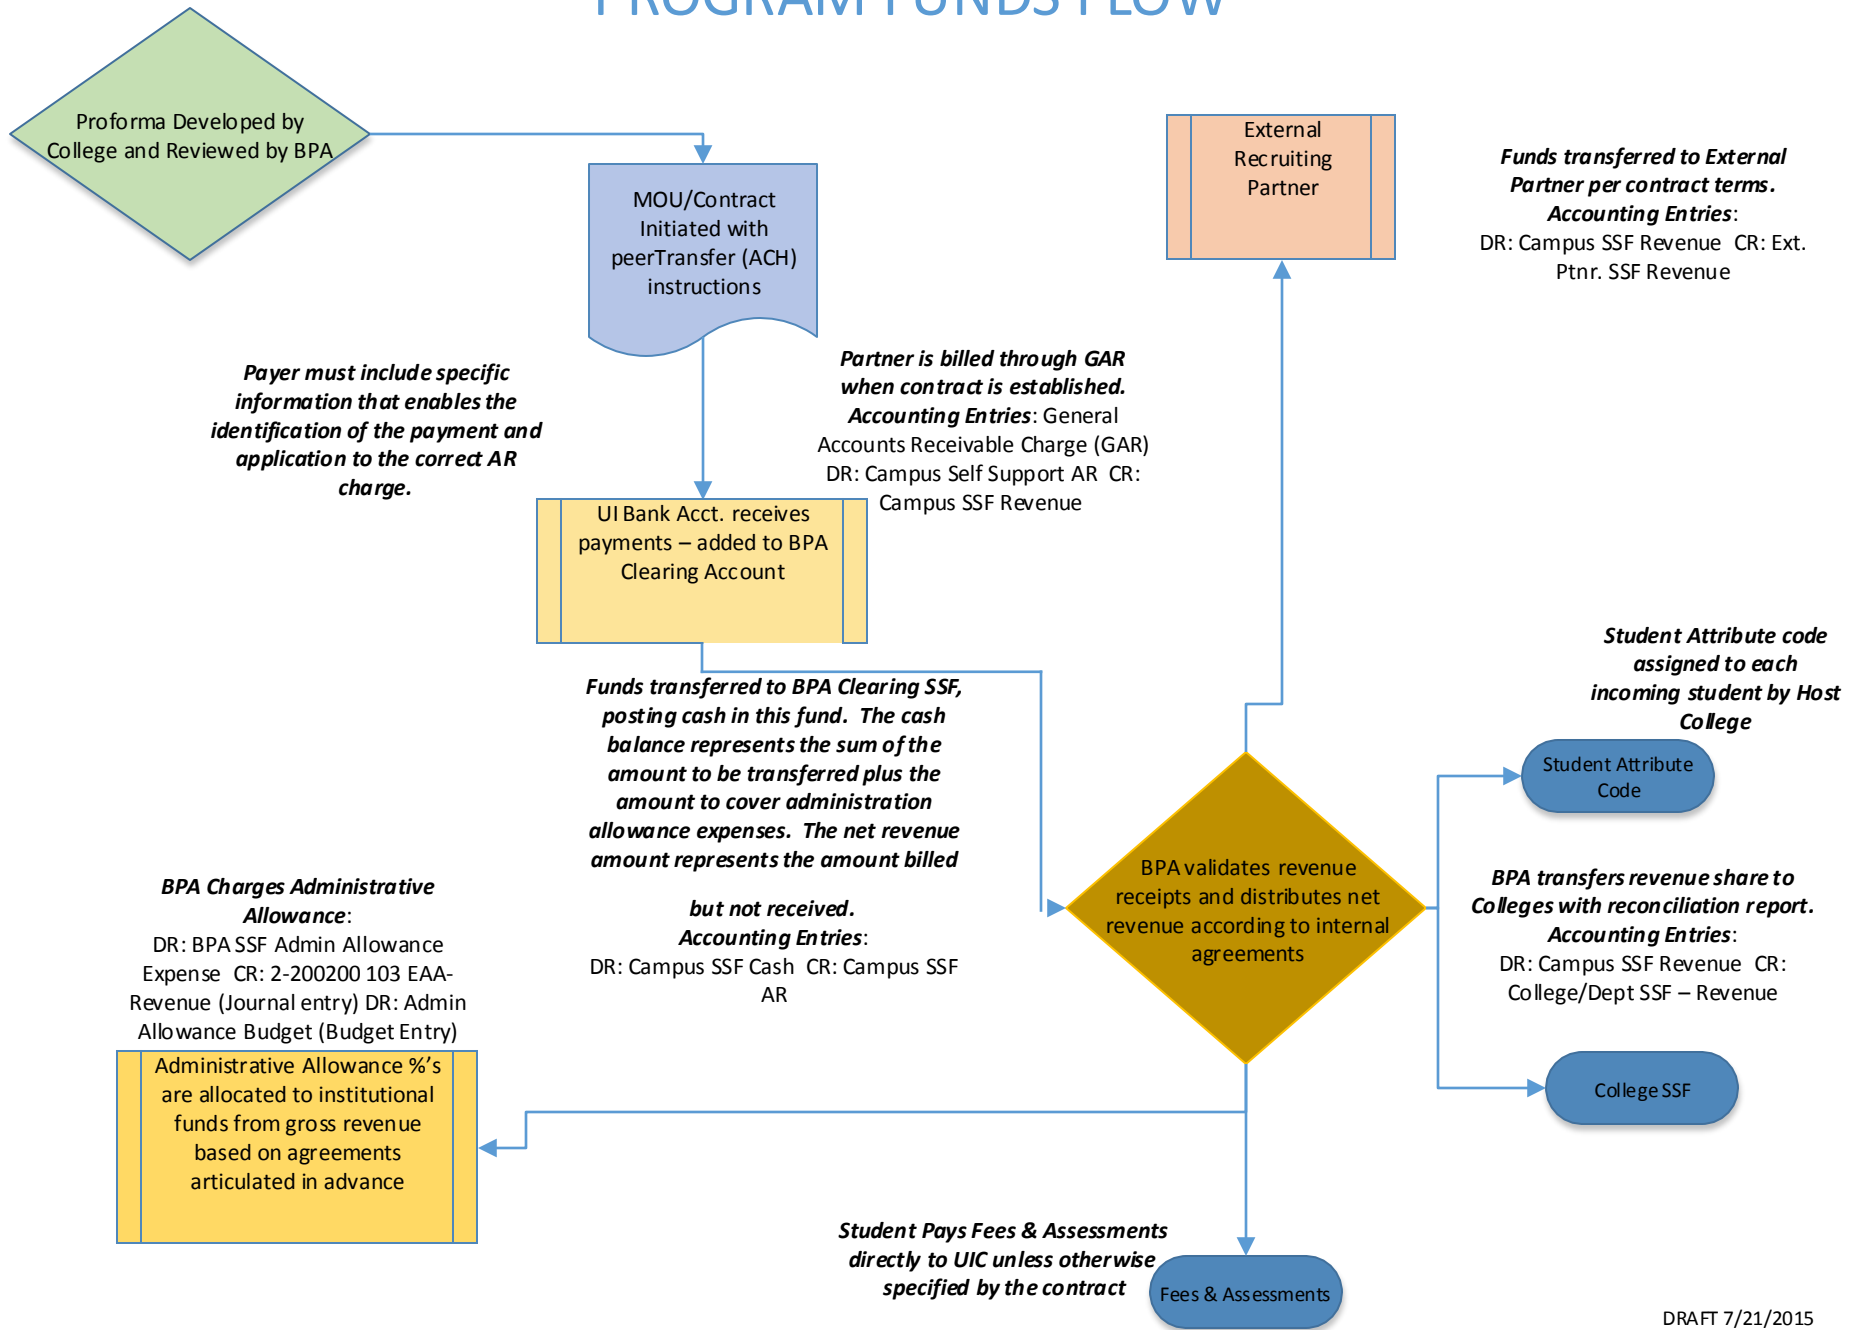 PROGRAM FUNDS FLOW
Proforma Developed by
College and Reviewed by BPA
MOU/Contract
Initiated with
peerTransfer (ACH)
instructions
External
Recruiting
Partner
Funds transferred to External
Partner per contract terms.
Accounting Entries:
DR: Campus SSF Revenue CR: Ext.
Ptnr. SSF Revenue
Payer must include specific
information that enables the
identification of the payment and
application to the correct AR
charge.
Partner is billed through GAR
when contract is established.
Accounting Entries: General
Accounts Receivable Charge (GAR)
DR: Campus Self Support AR CR:
Campus SSF Revenue
UI Bank Acct. receives
payments – added to BPA
Clearing Account
Funds transferred to BPA Clearing SSF,
posting cash in this fund. The cash
balance represents the sum of the
amount to be transferred plus the
amount to cover administration
allowance expenses. The net revenue
amount represents the amount billed
but not received.
Accounting Entries:
DR: Campus SSF Cash CR: Campus SSF
AR
Student Attribute code
assigned to each
incoming student by Host
College
Student Attribute
Code
BPA validates revenue
receipts and distributes net
revenue according to internal
agreements
BPA transfers revenue share to
Colleges with reconciliation report.
Accounting Entries:
DR: Campus SSF Revenue CR:
College/Dept SSF – Revenue
College SSF
BPA Charges Administrative
Allowance:
DR: BPA SSF Admin Allowance
Expense CR: 2-200200 103 EAA-
Revenue (Journal entry) DR: Admin
Allowance Budget (Budget Entry)
Administrative Allowance %'s
are allocated to institutional
funds from gross revenue
based on agreements
articulated in advance
Student Pays Fees & Assessments
directly to UIC unless otherwise
specified by the contract
Fees & Assessments
DRAFT 7/21/2015